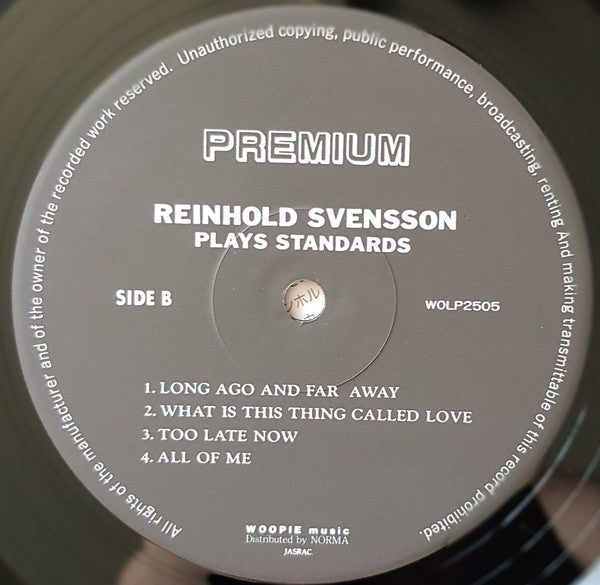 All rights of the manufacturer and of the owner of the recorded work reserved. Unauthorized copying, public performance, broadcasting, renting And making transmittable of this record prohibited.
PREMIUM
REINHOLD SVENSSON
PLAYS STANDARDS
SIDE B
WOLP2505
ンホル
1. LONG AGO AND FAR AWAY
2. WHAT IS THIS THING CALLED LOVE
3. TOO LATE NOW
4. ALL OF ME
WOOPIE music
Distributed by NORMA
JASRAC.